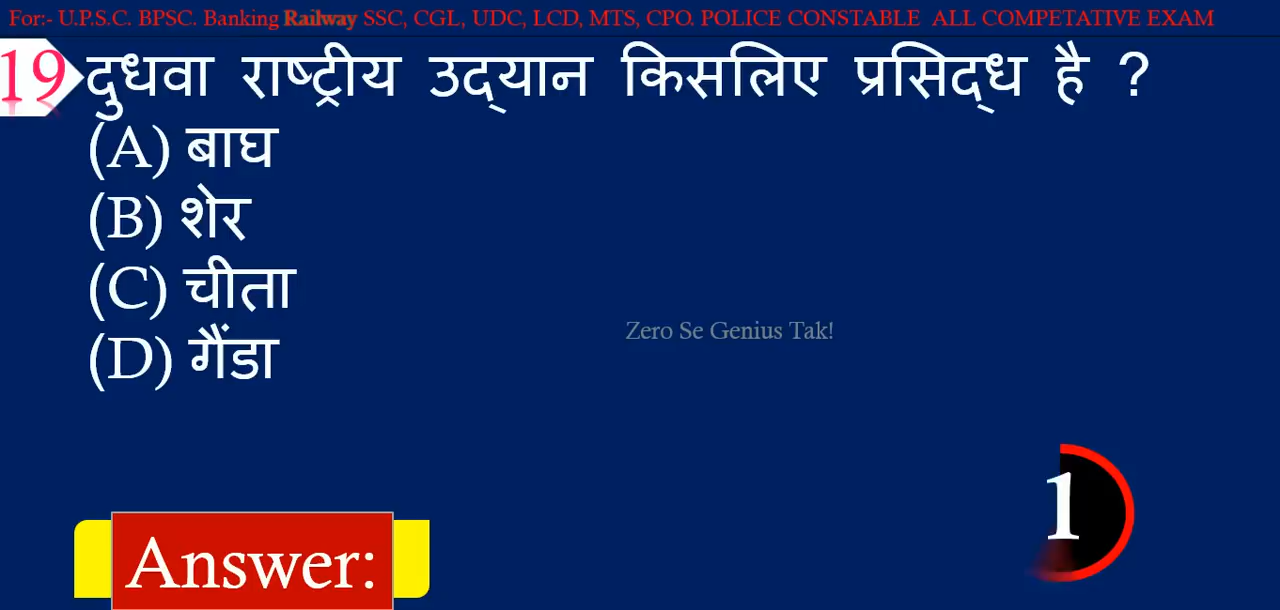 For:- U.P.S.C. BPSC. Banking Railway SSC, CGL, UDC, LCD, MTS, CPO. POLICE CONSTABLE ALL COMPETATIVE EXAM
19 दुधवा राष्ट्रीय उद्यान किसलिए प्रसिद्ध है ?
(A) बाघ
(B) शेर
(C) चीता
(D) गैंडा
Zero Se Genius Tak!
1
Answer: